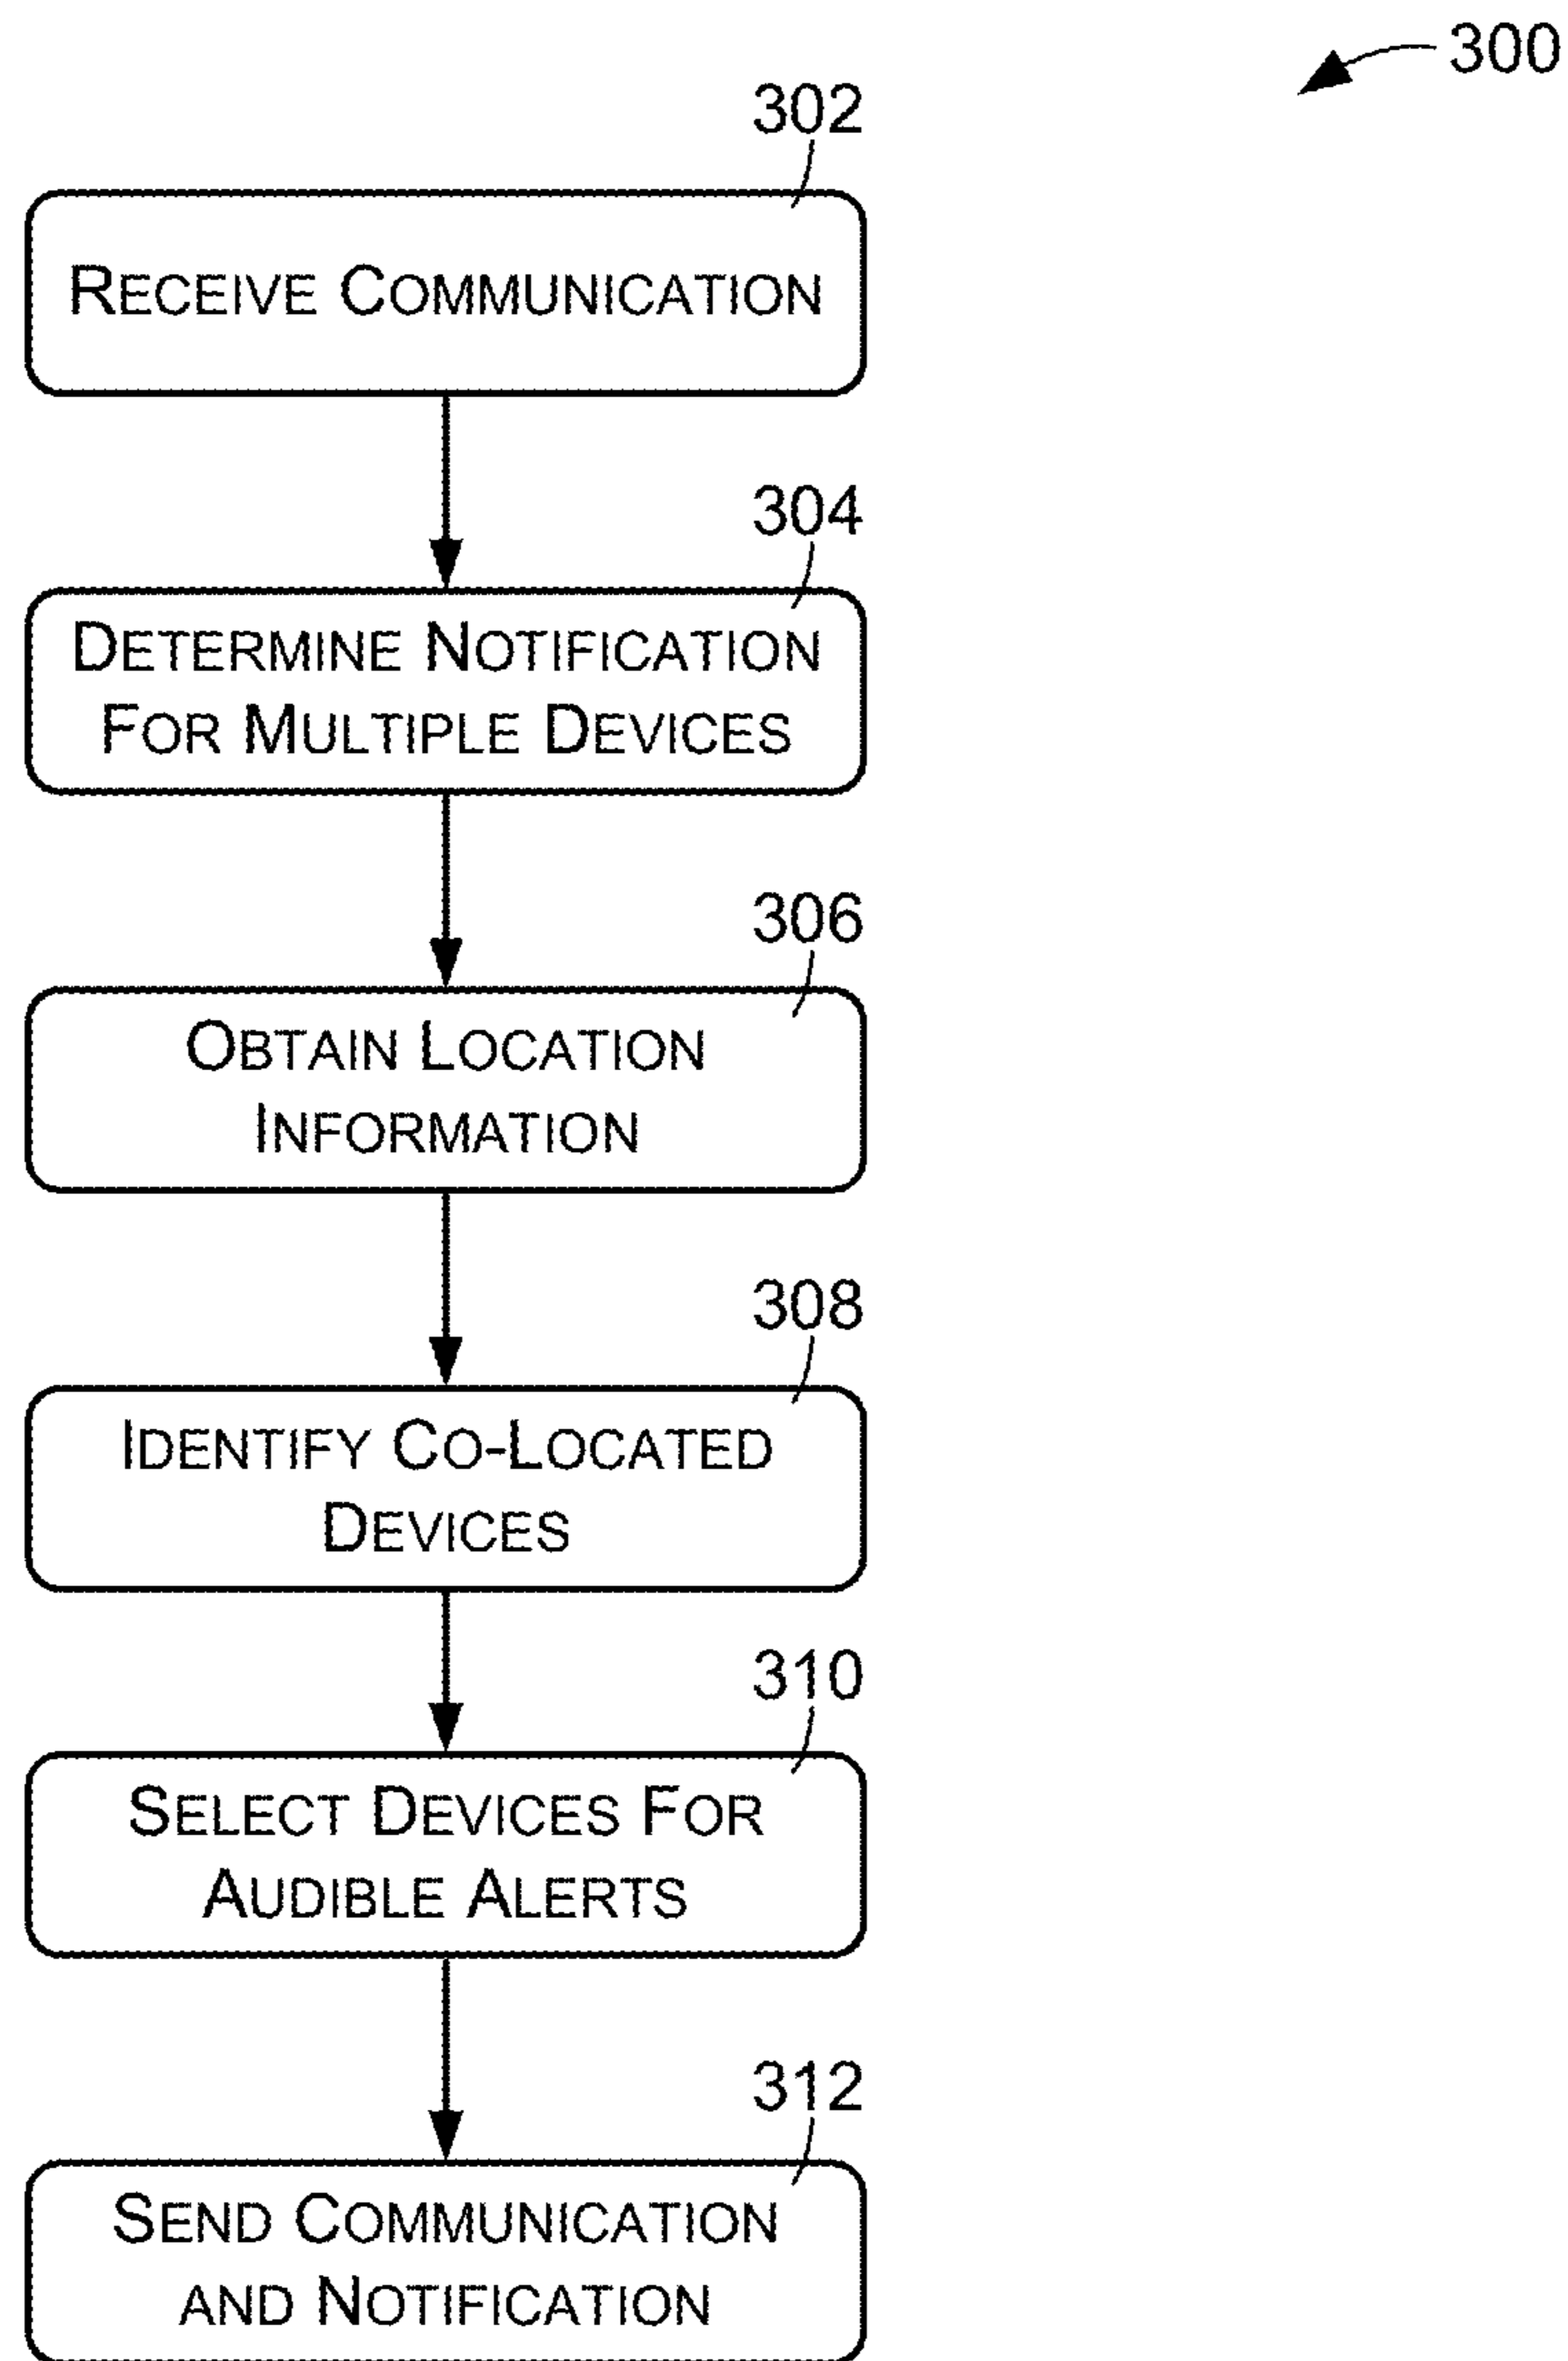 300
302
RECEIVE COMMUNICATION
304
DETERMINE NOTIFICATION
FOR MULTIPLE DEVICES
306
OBTAIN LOCATION
INFORMATION
308
IDENTIFY CO-LOCATED
DEVICES
310
SELECT DEVICES FOR
AUDIBLE ALERTS
312
SEND COMMUNICATION
AND NOTIFICATION